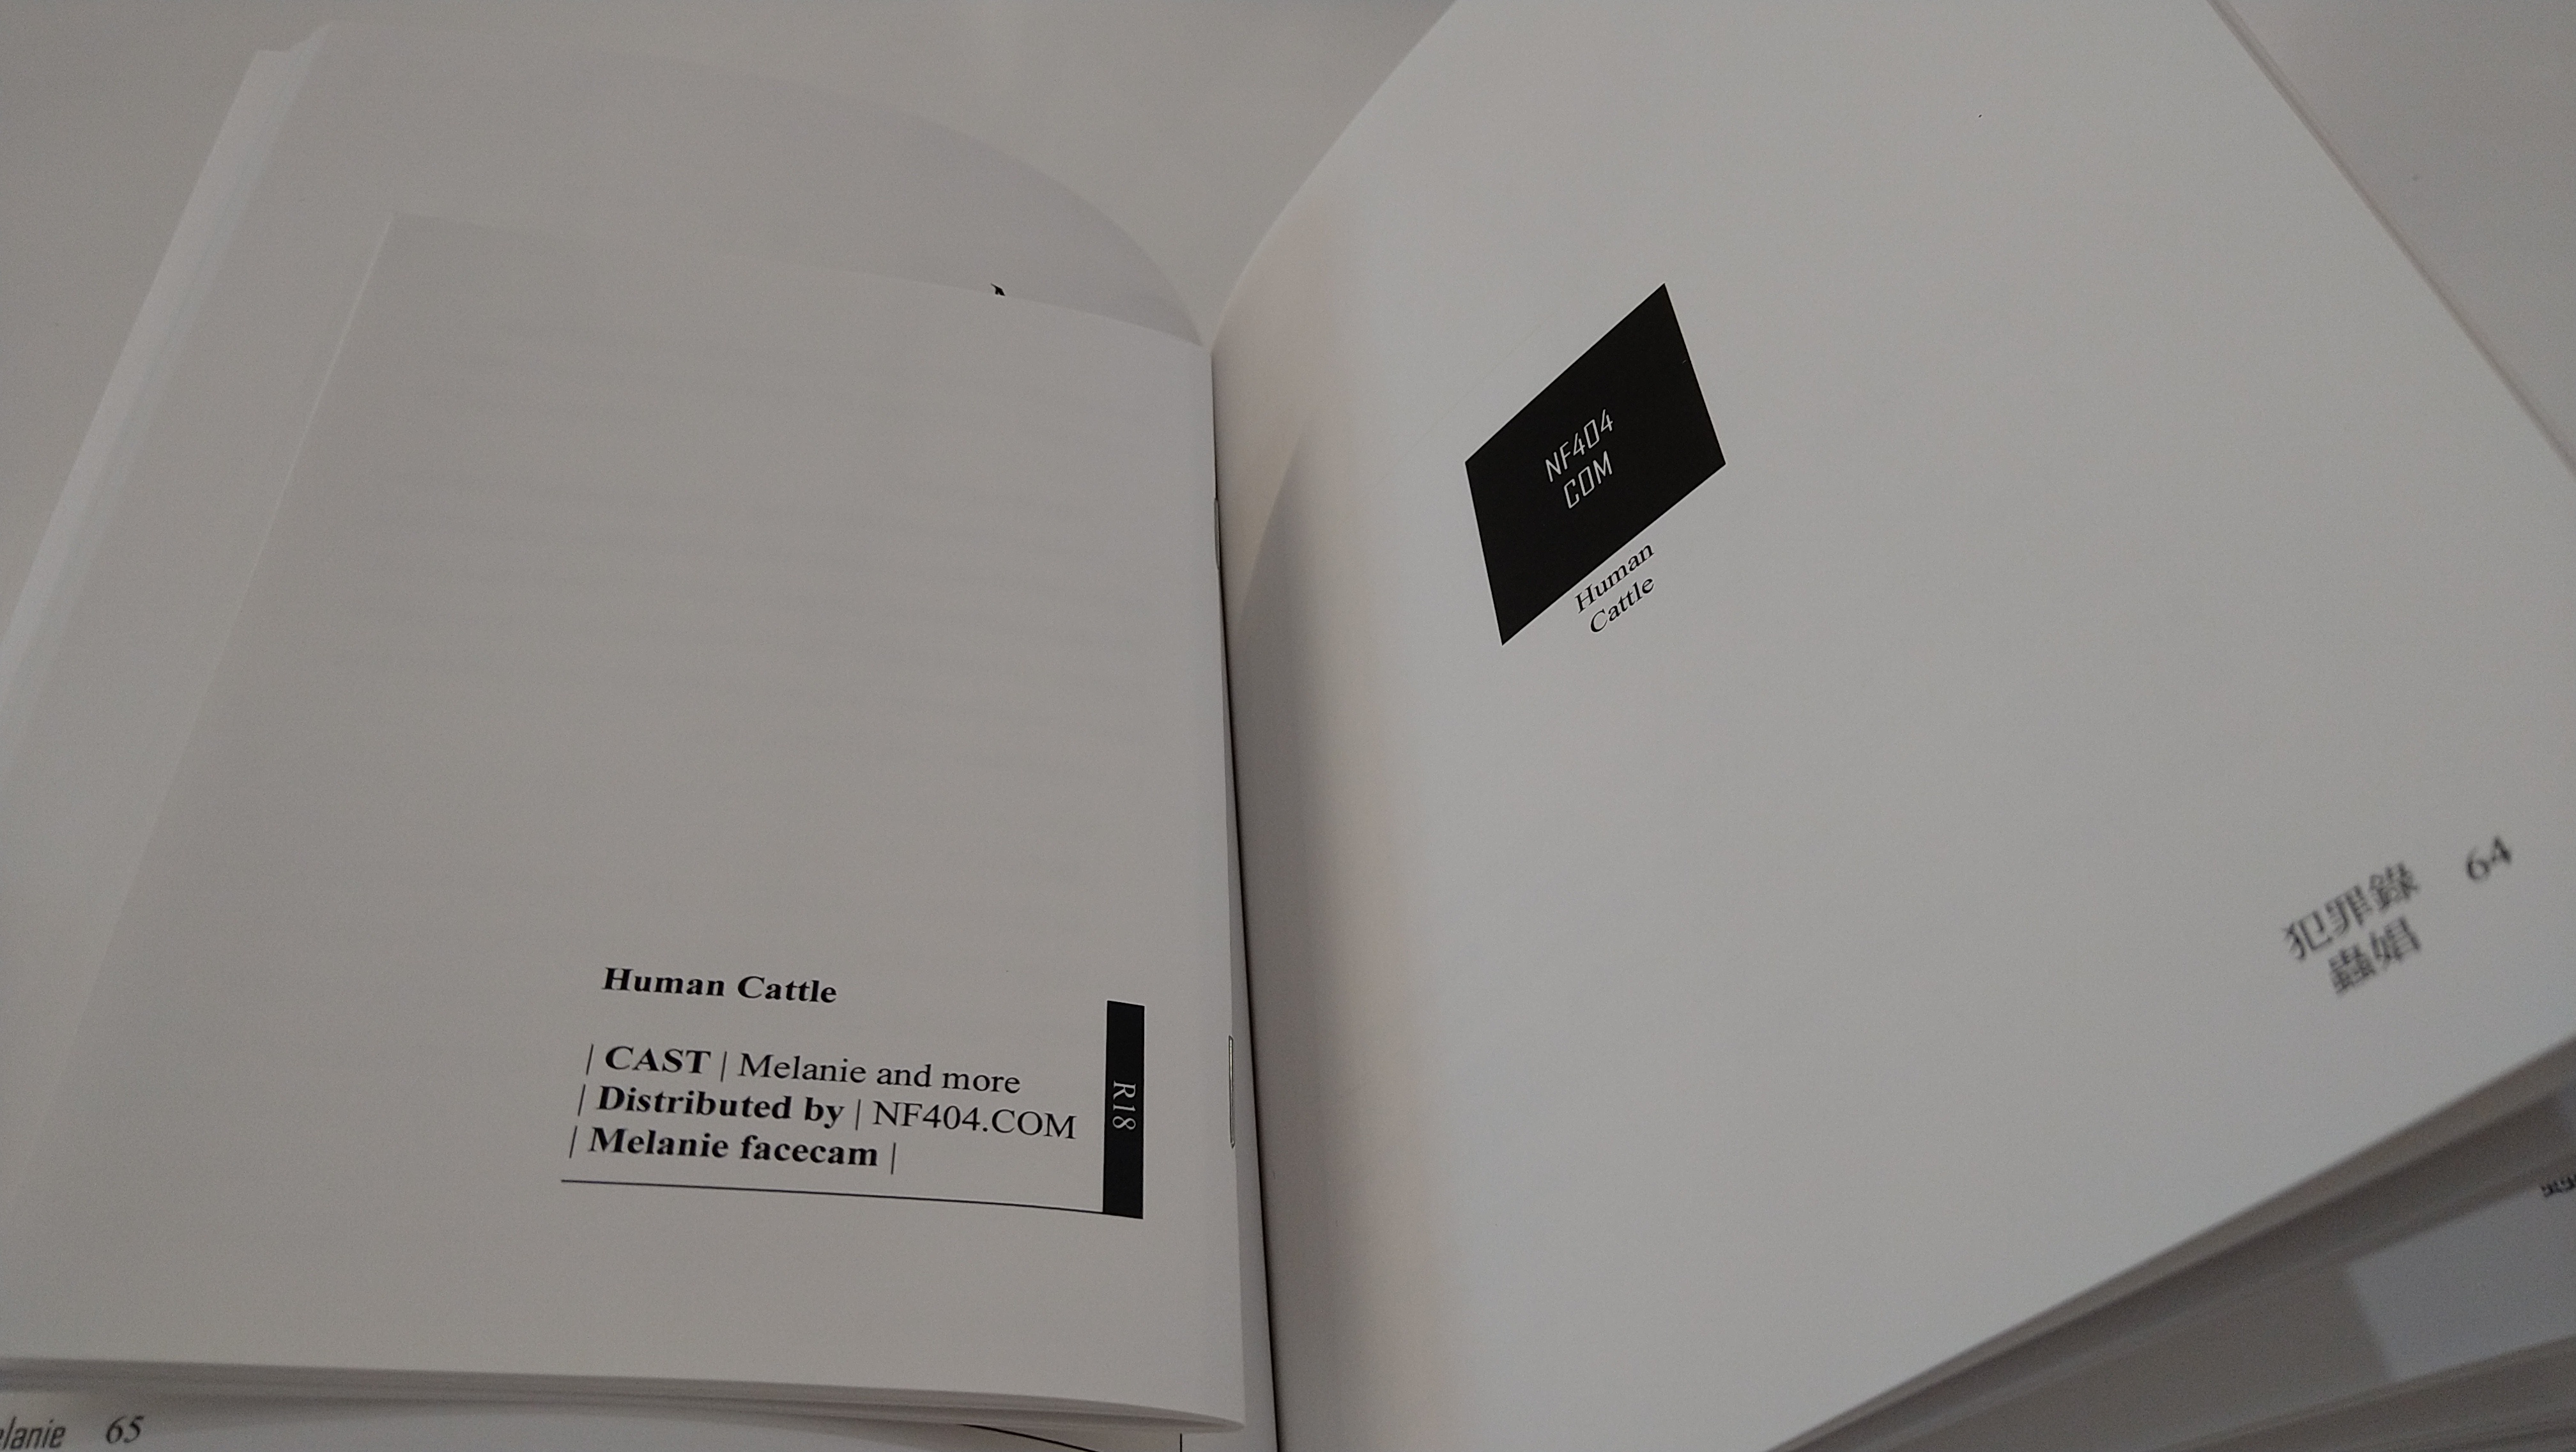 Human Cattle
| CAST | Melanie and more
| Distributed by | NF404.COM
| Melanie facecam |
R18
65
NF404
COM
Human
Cattle
犯罪錄 64
蟲娼